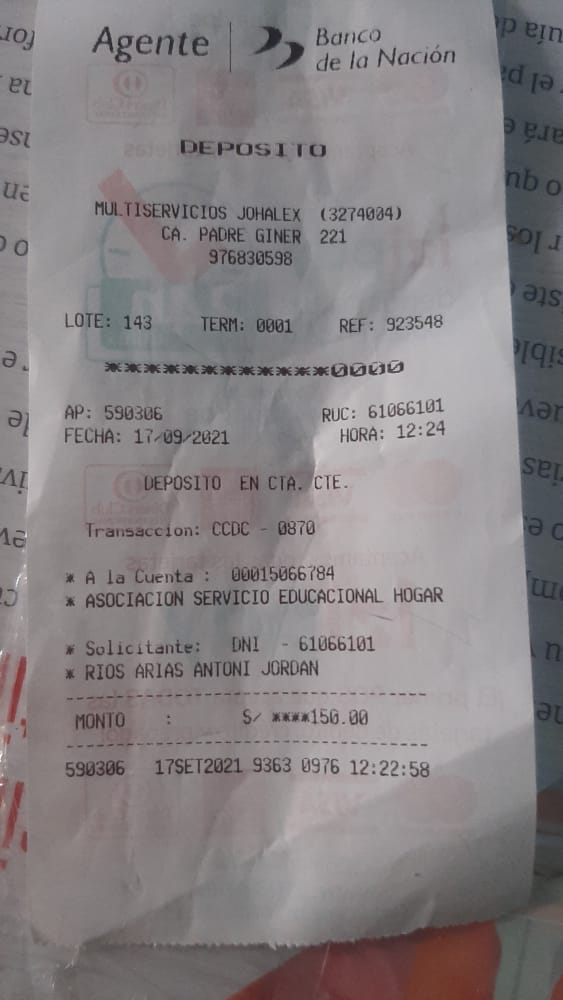 Agente | Banco
de la Nación
DEPOSITO
MULTISERVICIOS JOHALEX (3274004)
CA. PADRE GINER 221
976830598
LOTE: 143 TERM: 0001 REF: 923548
************0000
AP: 590306 RUC: 61066101
FECHA: 17/09/2021 HORA: 12:24
DEPOSITO EN CTA. CTE.
Transaccion: CCDC - 0870
* A la Cuenta : 00015066784
* ASOCIACION SERVICIO EDUCACIONAL HOGAR
* Solicitante: DNI - 61066101
* RIOS ARIAS ANTONI JORDAN
MONTO : S/ ****150.00
590306 17SET2021 9363 0976 12:22:58